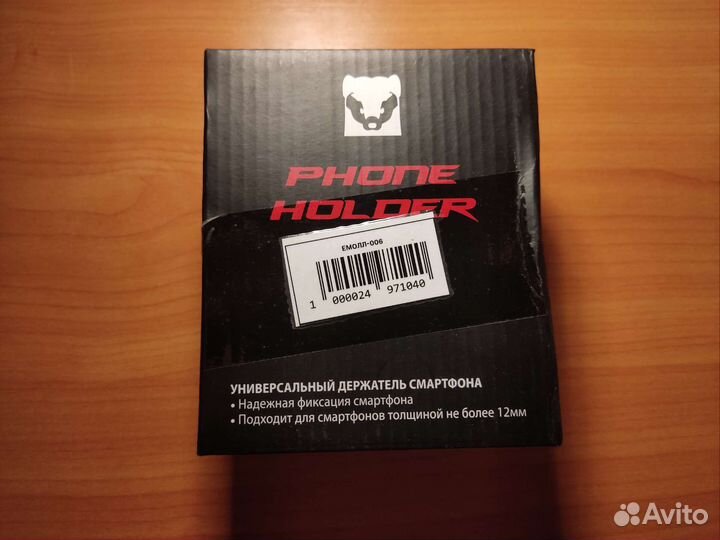 PHONE
HOLDER
ЕМОЛЛ-006
1 000024 971040
УНИВЕРСАЛЬНЫЙ ДЕРЖАТЕЛЬ СМАРТФОНА
• Надежная фиксация смартфона
• Подходит для смартфонов толщиной не более 12мм
Avito